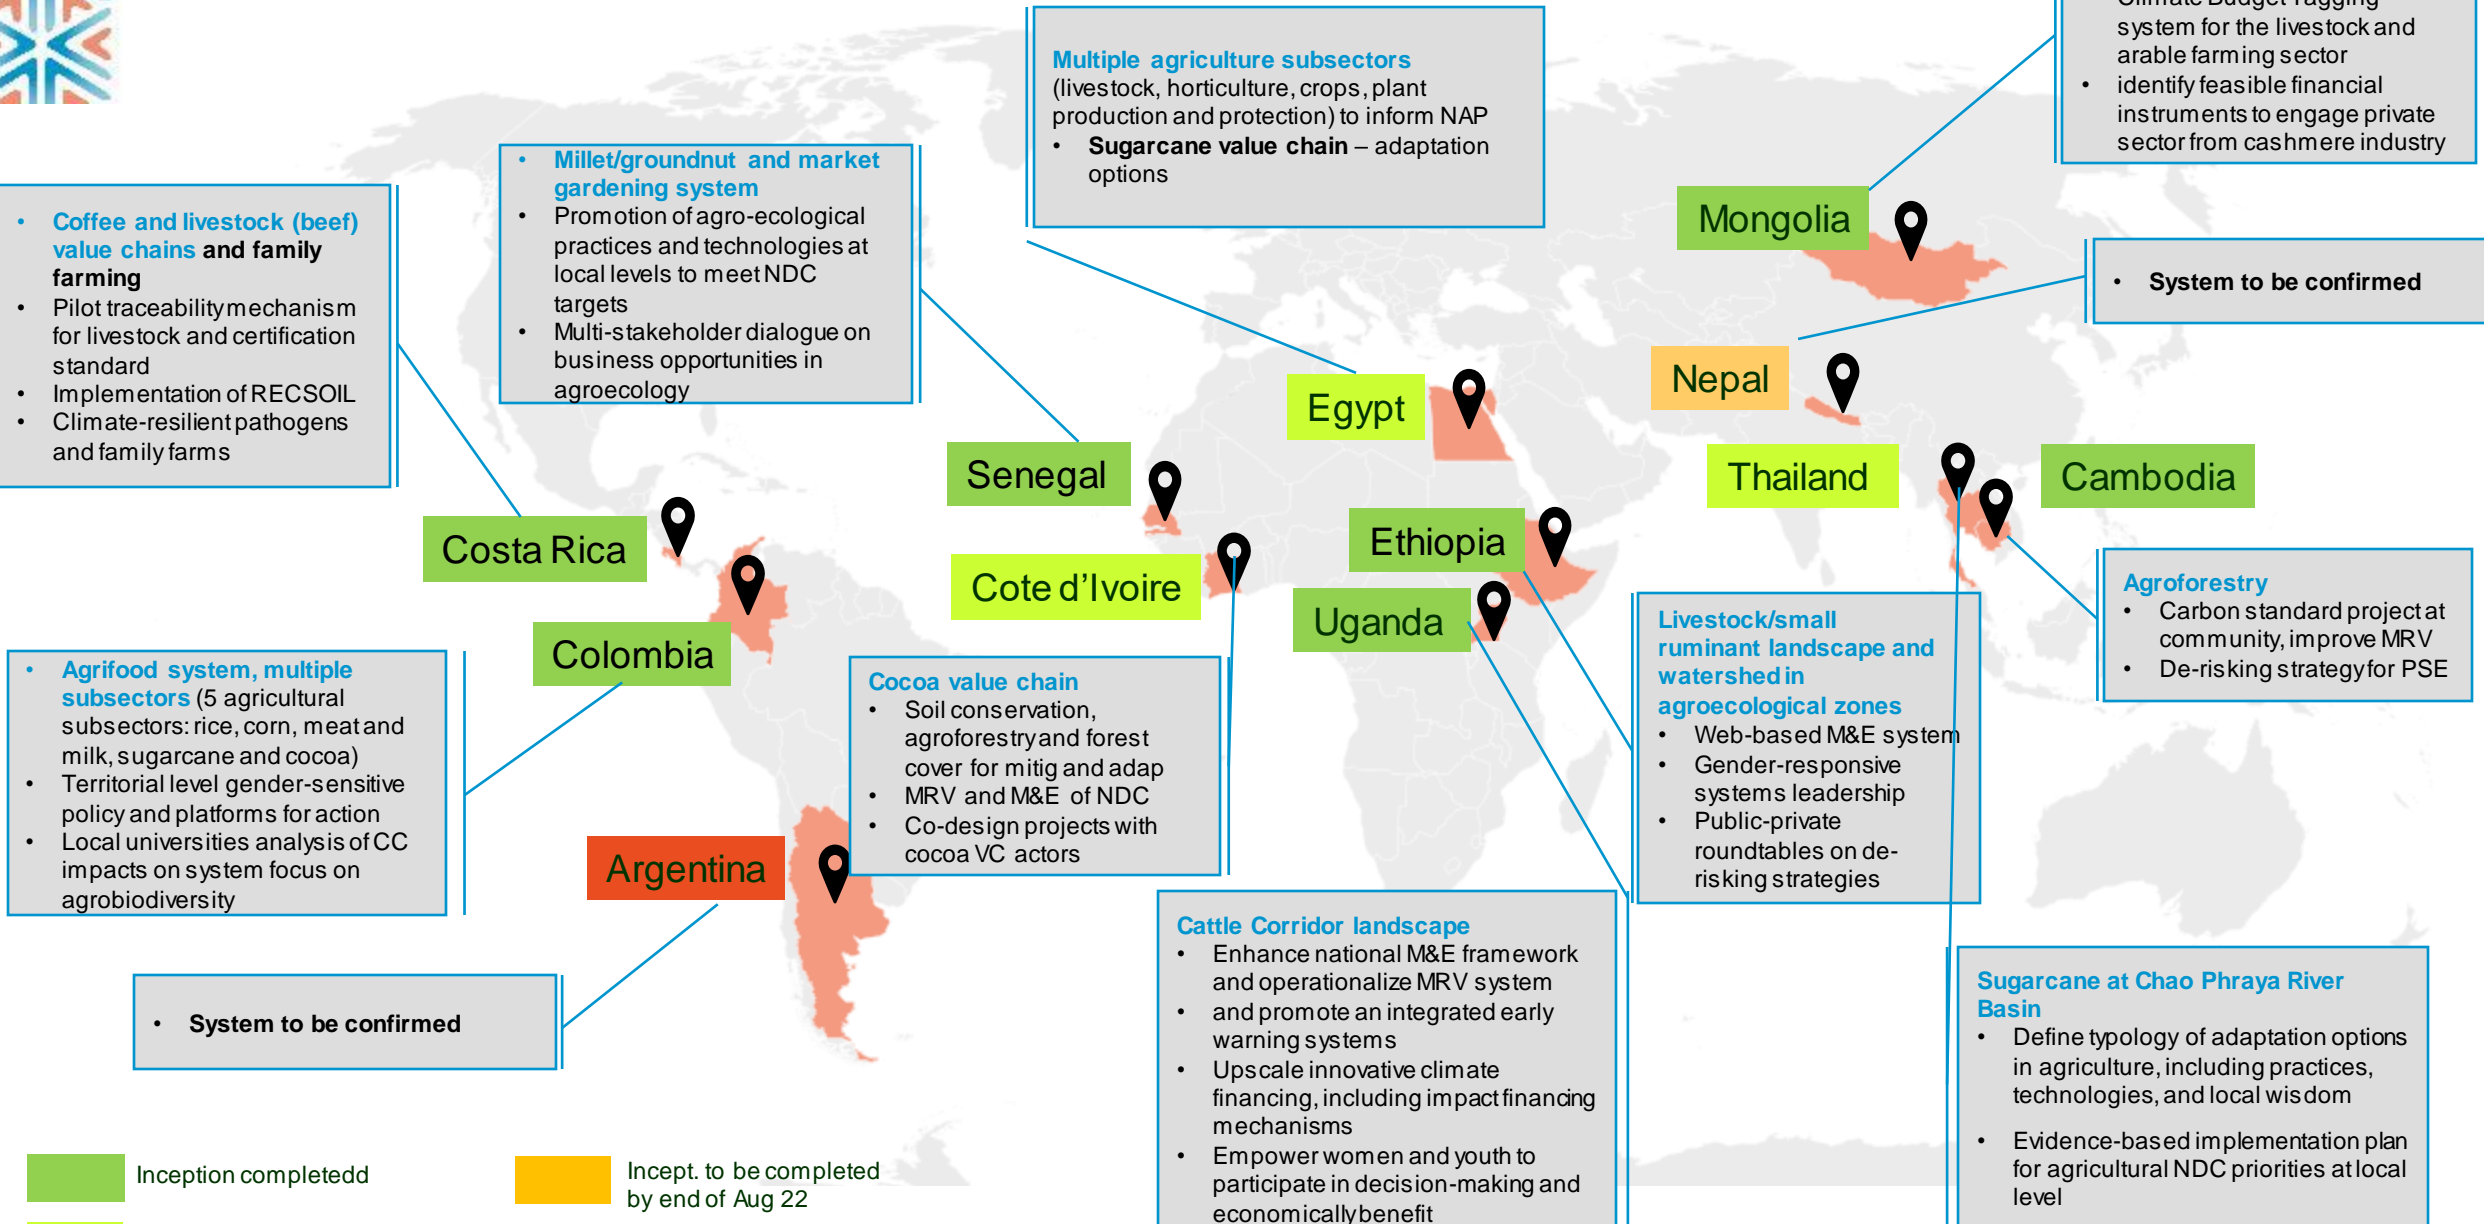 Climate Budget Tagging
system for the livestock and
arable farming sector
• identify feasible financial
instruments to engage private
sector from cashmere industry
Multiple agriculture subsectors
(livestock, horticulture, crops, plant
production and protection) to inform NAP
• Sugarcane value chain – adaptation
options
• Millet/groundnut and market
gardening system
• Promotion of agro-ecological
practices and technologies at
local levels to meet NDC
targets
• Multi-stakeholder dialogue on
business opportunities in
agroecology
• Coffee and livestock (beef)
value chains and family
farming
• Pilot traceability mechanism
for livestock and certification
standard
• Implementation of RECSOIL
• Climate-resilient pathogens
and family farms
Mongolia
• System to be confirmed
Nepal
Egypt
Senegal
Thailand
Cambodia
Costa Rica
Ethiopia
Cote d’Ivoire
Uganda
Colombia
Agroforestry
• Carbon standard project at
community, improve MRV
• De-risking strategy for PSE
Livestock/small
ruminant landscape and
watershed in
agroecological zones
• Web-based M&E system
• Gender-responsive
systems leadership
• Public-private
roundtables on de-
risking strategies
• Agrifood system, multiple
subsectors (5 agricultural
subsectors: rice, corn, meat and
milk, sugarcane and cocoa)
• Territorial level gender-sensitive
policy and platforms for action
• Local universities analysis of CC
impacts on system focus on
agrobiodiversity
Cocoa value chain
• Soil conservation,
agroforestry and forest
cover for mitig and adap
• MRV and M&E of NDC
• Co-design projects with
cocoa VC actors
Argentina
• System to be confirmed
Cattle Corridor landscape
• Enhance national M&E framework
and operationalize MRV system
• and promote an integrated early
warning systems
• Upscale innovative climate
financing, including impact financing
mechanisms
• Empower women and youth to
participate in decision-making and
economically benefit
Sugarcane at Chao Phraya River
Basin
• Define typology of adaptation options
in agriculture, including practices,
technologies, and local wisdom
• Evidence-based implementation plan
for agricultural NDC priorities at local
level
Inception completedd
Incept. to be completed
by end of Aug 22